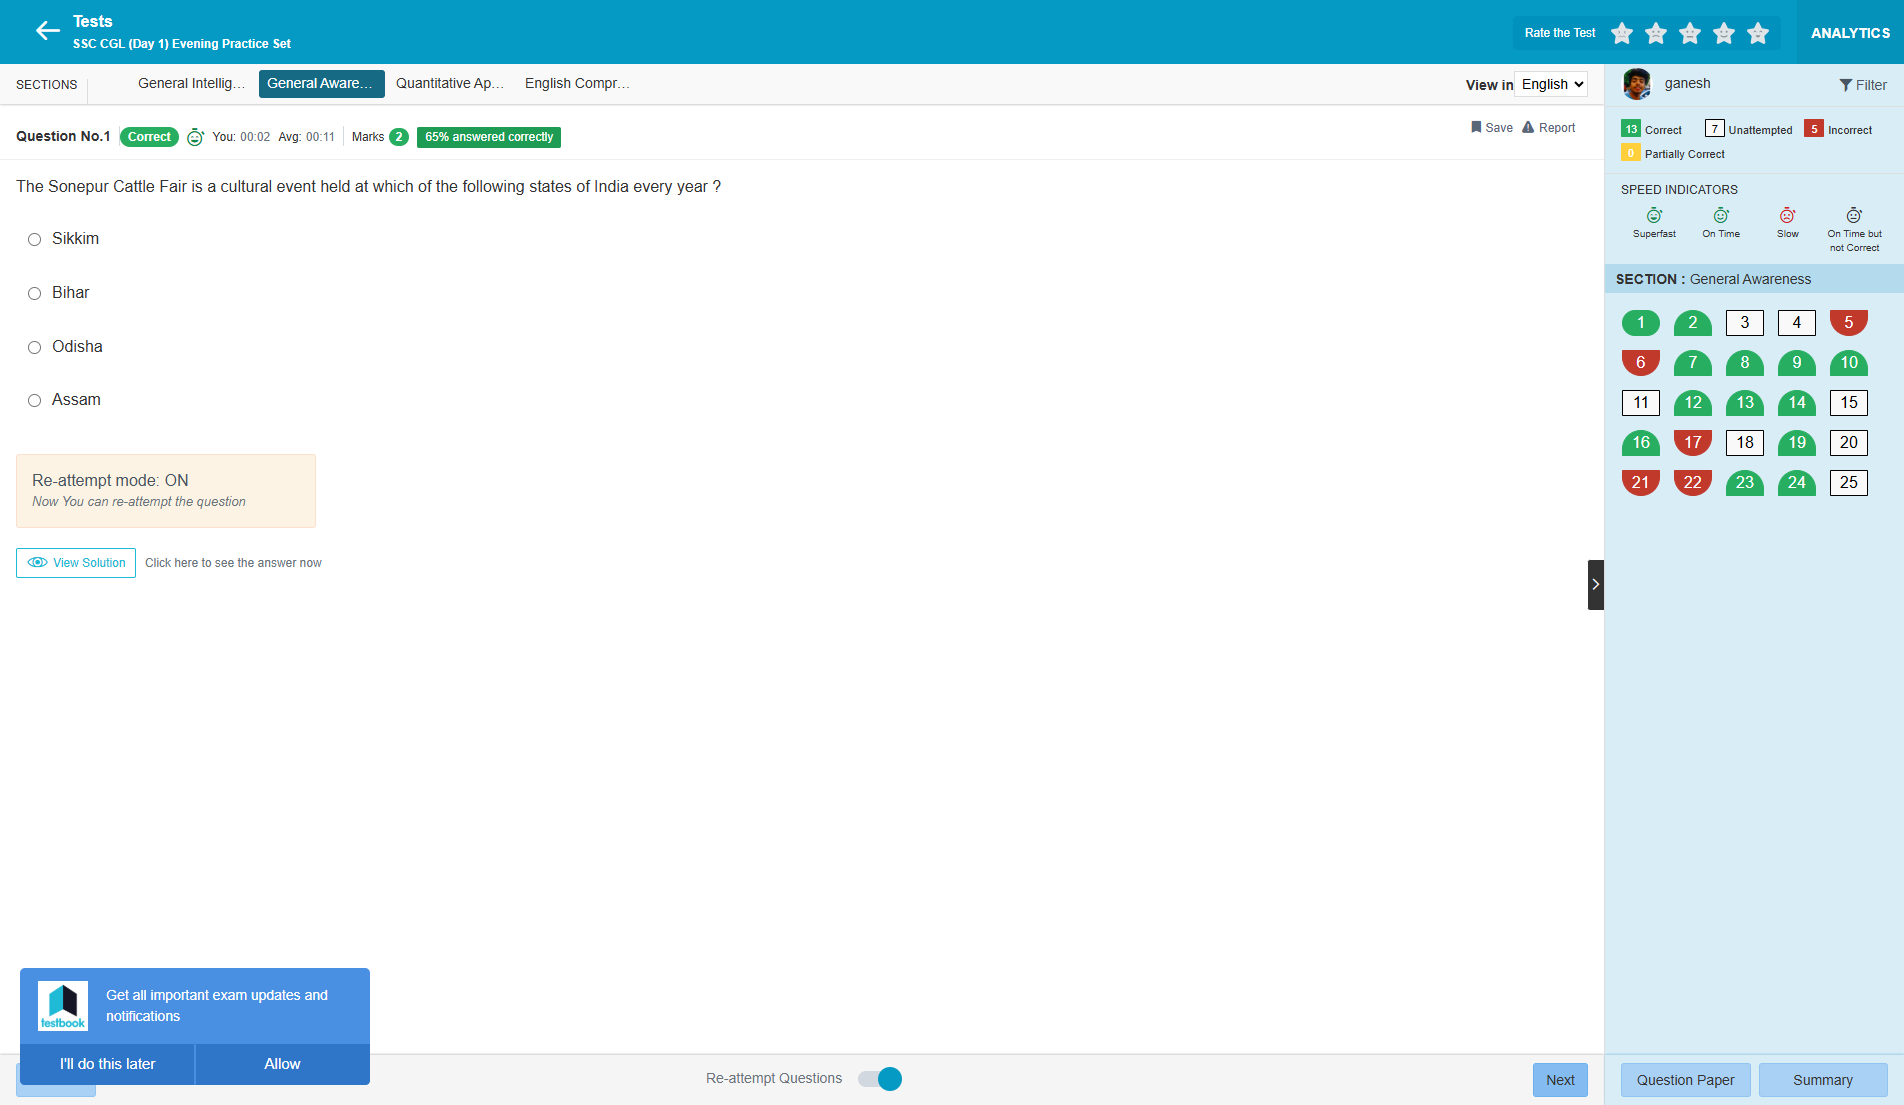 Tests
SSC CGL (Day 1) Evening Practice Set
Rate the Test
ANALYTICS
SECTIONS
General Intellig...
General Aware...
Quantitative Ap...
English Compr...
View in English
ganesh
Filter
Question No.1 Correct You: 00:02 Avg: 00:11 Marks 2 65% answered correctly
Save Report
13 Correct 7 Unattempted 5 Incorrect
0 Partially Correct
The Sonepur Cattle Fair is a cultural event held at which of the following states of India every year ?
Sikkim
Bihar
Odisha
Assam
Re-attempt mode: ON
Now You can re-attempt the question
View Solution Click here to see the answer now
SPEED INDICATORS
Superfast
On Time
Slow
On Time but
not Correct
SECTION : General Awareness
1 2 3 4 5
6 7 8 9 10
11 12 13 14 15
16 17 18 19 20
21 22 23 24 25
testbook
Get all important exam updates and
notifications
I'll do this later Allow
Re-attempt Questions
Next
Question Paper
Summary